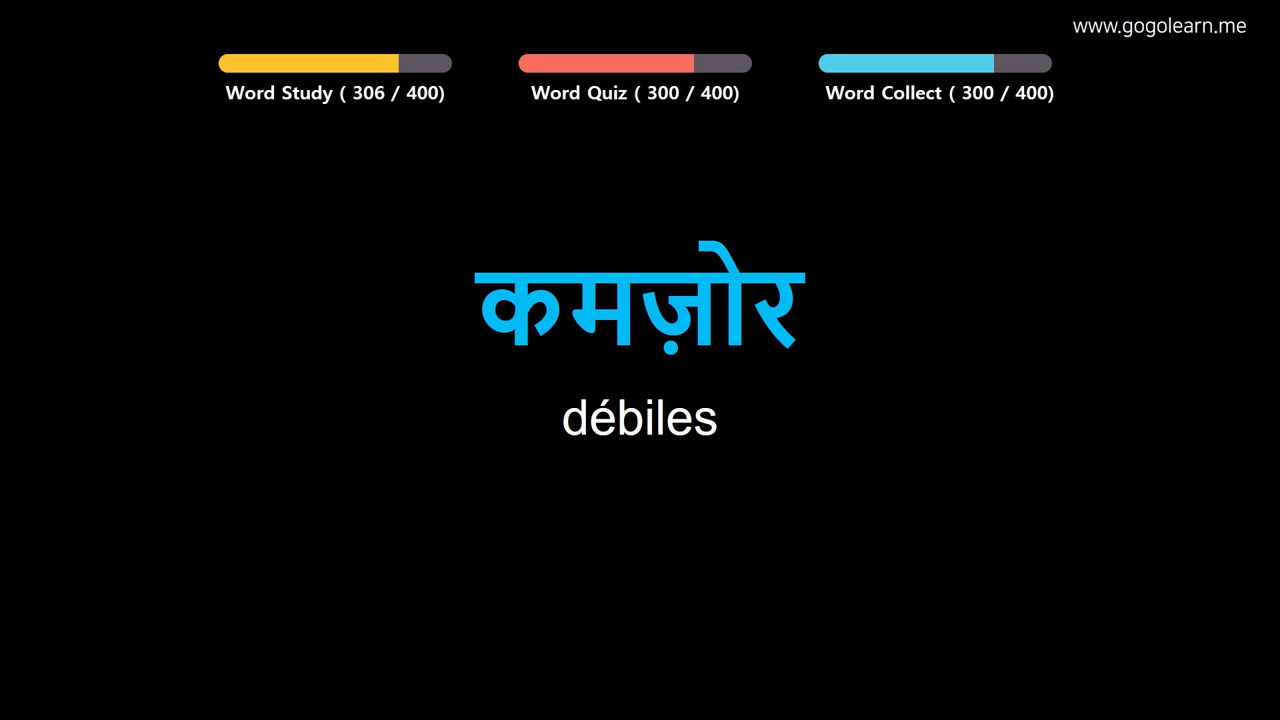 www.gogolearn.me
Word Study ( 306 / 400)
Word Quiz ( 300 / 400)
Word Collect ( 300 / 400)
कमज़ोर
débiles